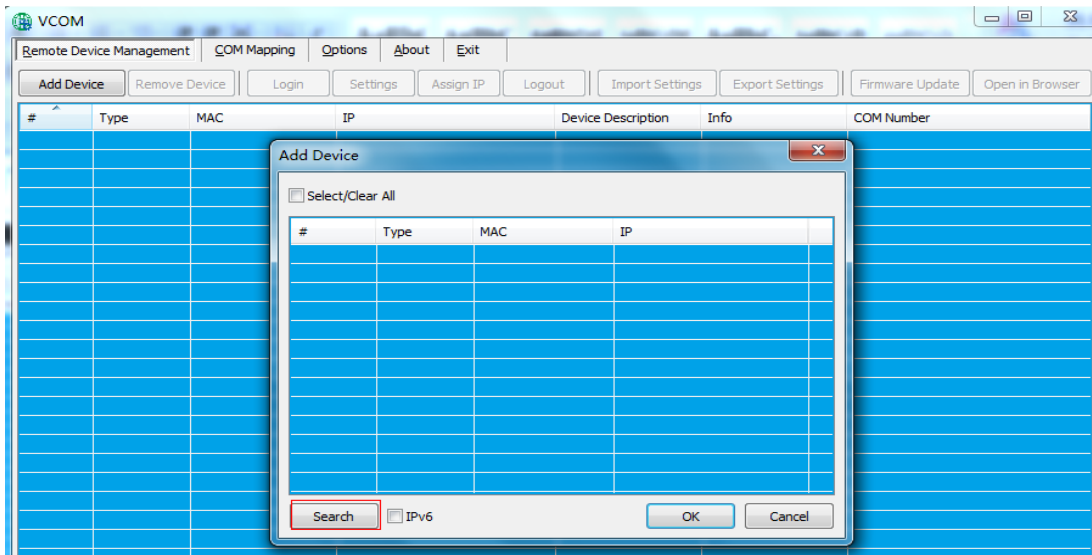 VCOM
Remote Device Management COM Mapping Options About Exit
Add Device Remove Device Login Settings Assign IP Logout Import Settings Export Settings Firmware Update Open in Browser
# Type MAC IP Device Description Info COM Number
Add Device
Select/Clear All
# Type MAC IP
Search IPv6 OK Cancel